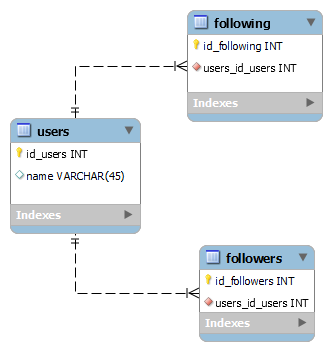 following
id_following INT
users_id_users INT
Indexes
users
id_users INT
name VARCHAR(45)
Indexes
followers
id_followers INT
users_id_users INT
Indexes